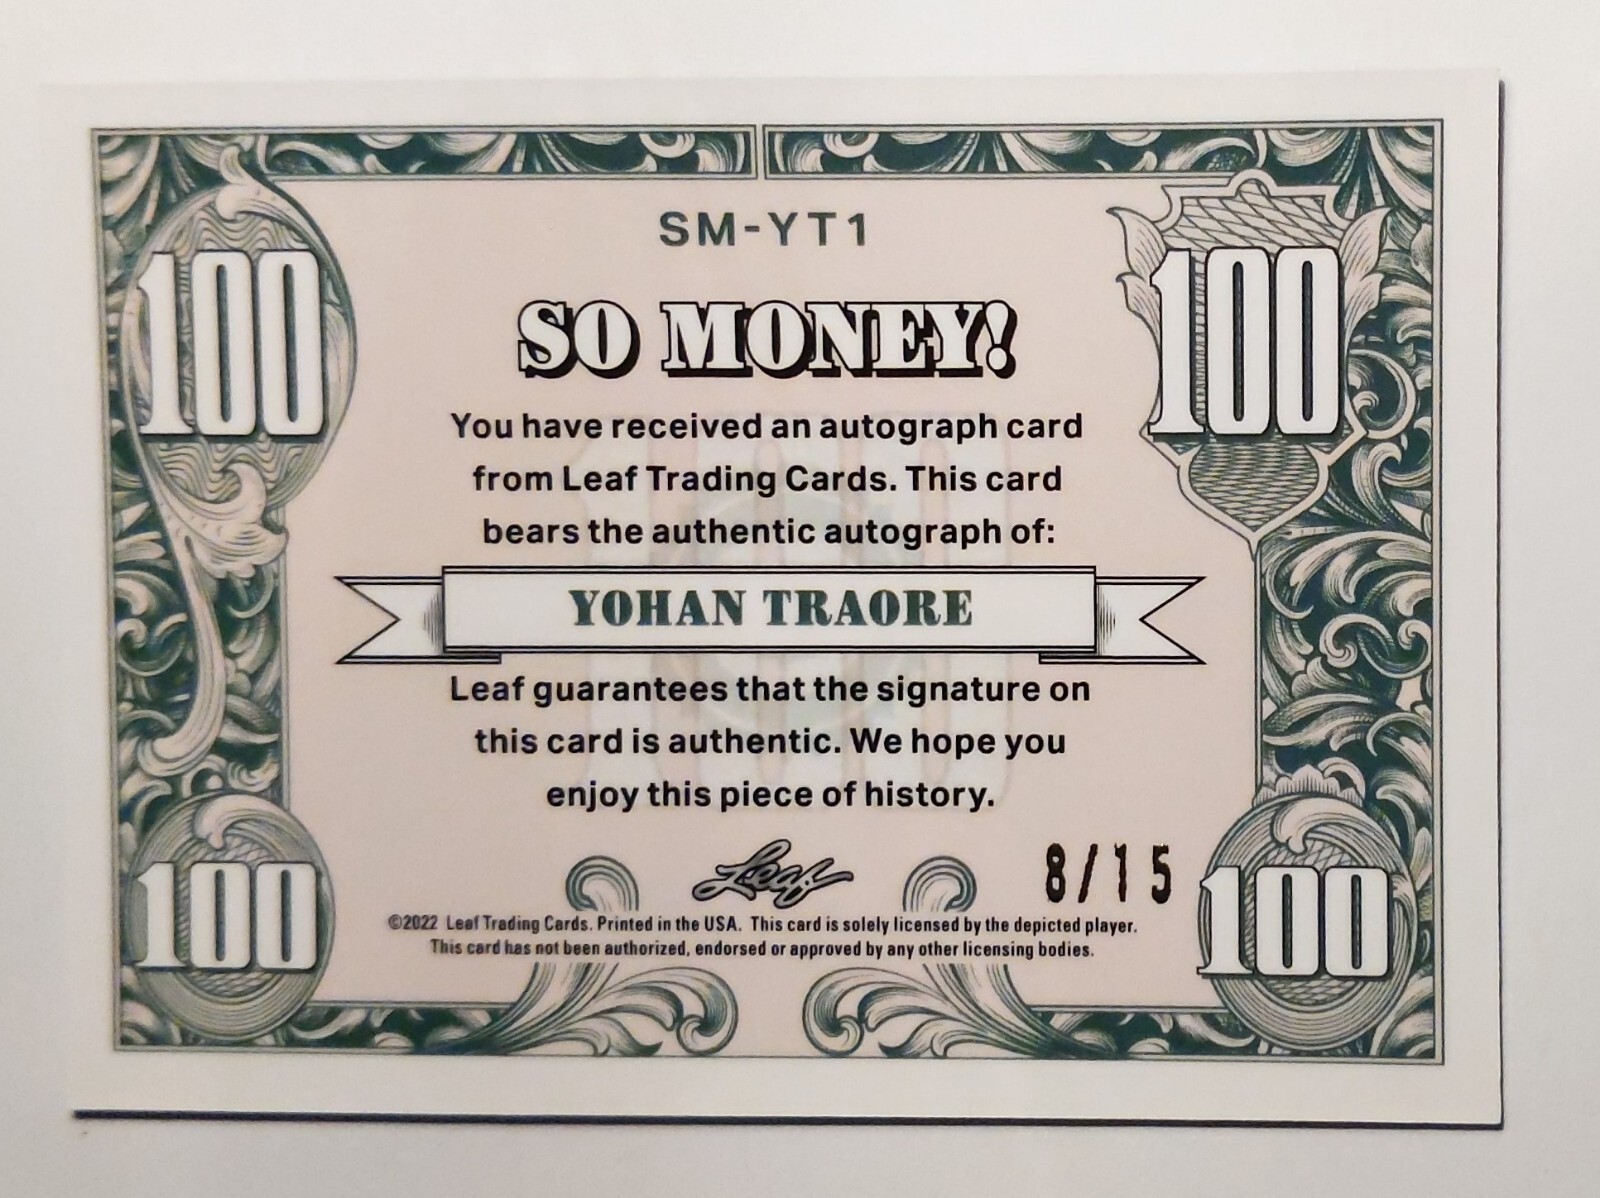 SM-YT1
100
100
SO MONEY!
You have received an autograph card
from Leaf Trading Cards. This card
bears the authentic autograph of:
YOHAN TRAORE
Leaf guarantees that the signature on
this card is authentic. We hope you
enjoy this piece of history.
Leaf
8/15
100
100
©2022 Leaf Trading Cards. Printed in the USA. This card is solely licensed by the depicted player.
This card has not been authorized, endorsed or approved by any other licensing bodies.